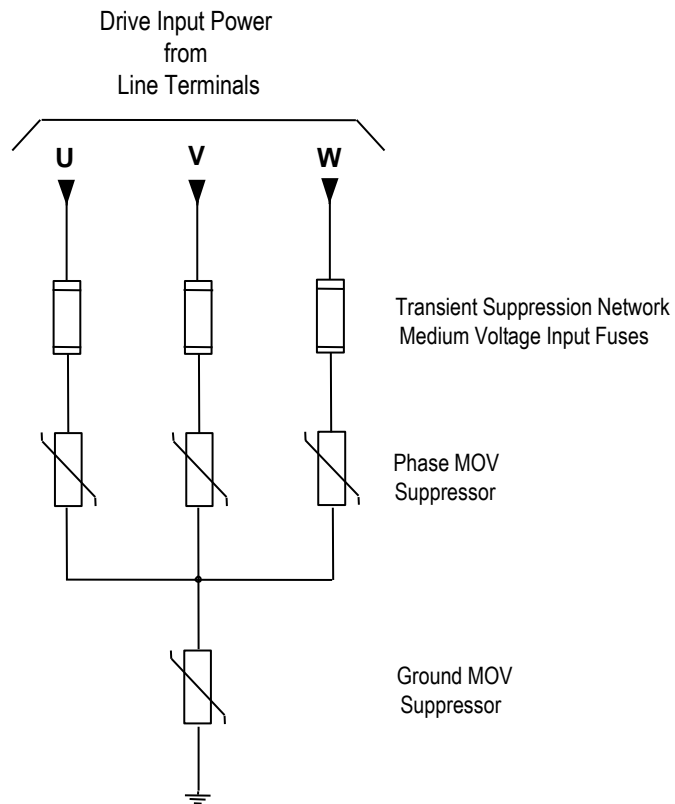 Drive Input Power
from
Line Terminals
U V W
Transient Suppression Network
Medium Voltage Input Fuses
Phase MOV
Suppressor
Ground MOV
Suppressor